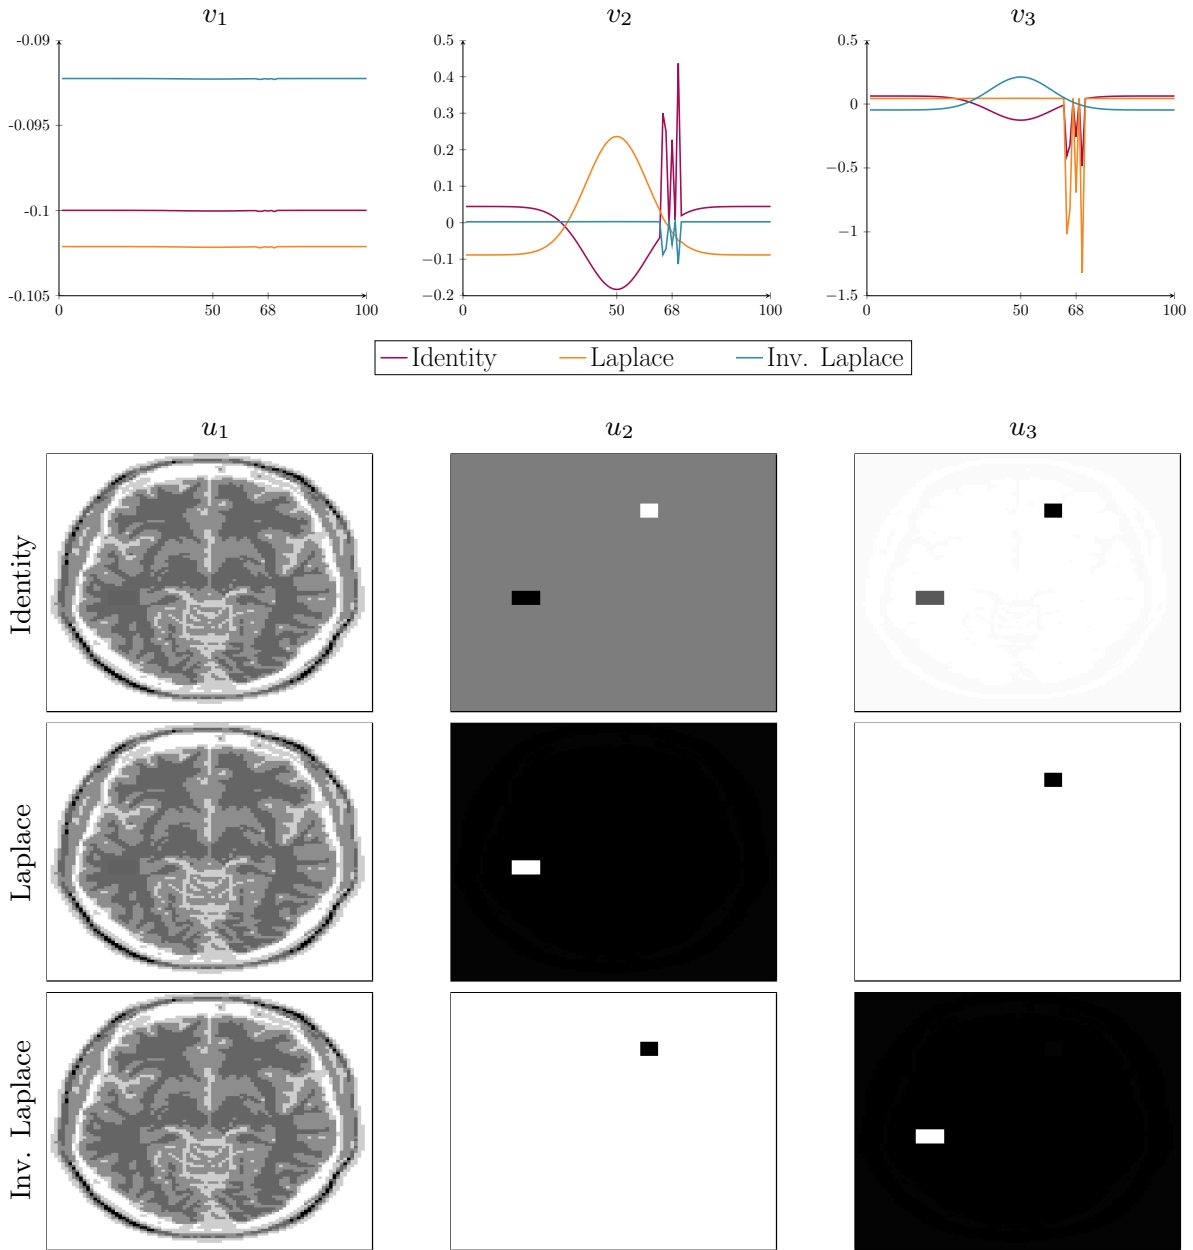 v1 v2 v3
-0.09
-0.095
-0.1
-0.105
0 50 68 100
0.5
0.4
0.3
0.2
0.1
0
−0.1
−0.2
0 50 68 100
0.5
0
−0.5
−1
−1.5
0 50 68 100
Identity Laplace Inv. Laplace
u1 u2 u3
Identity
Laplace
Inv. Laplace